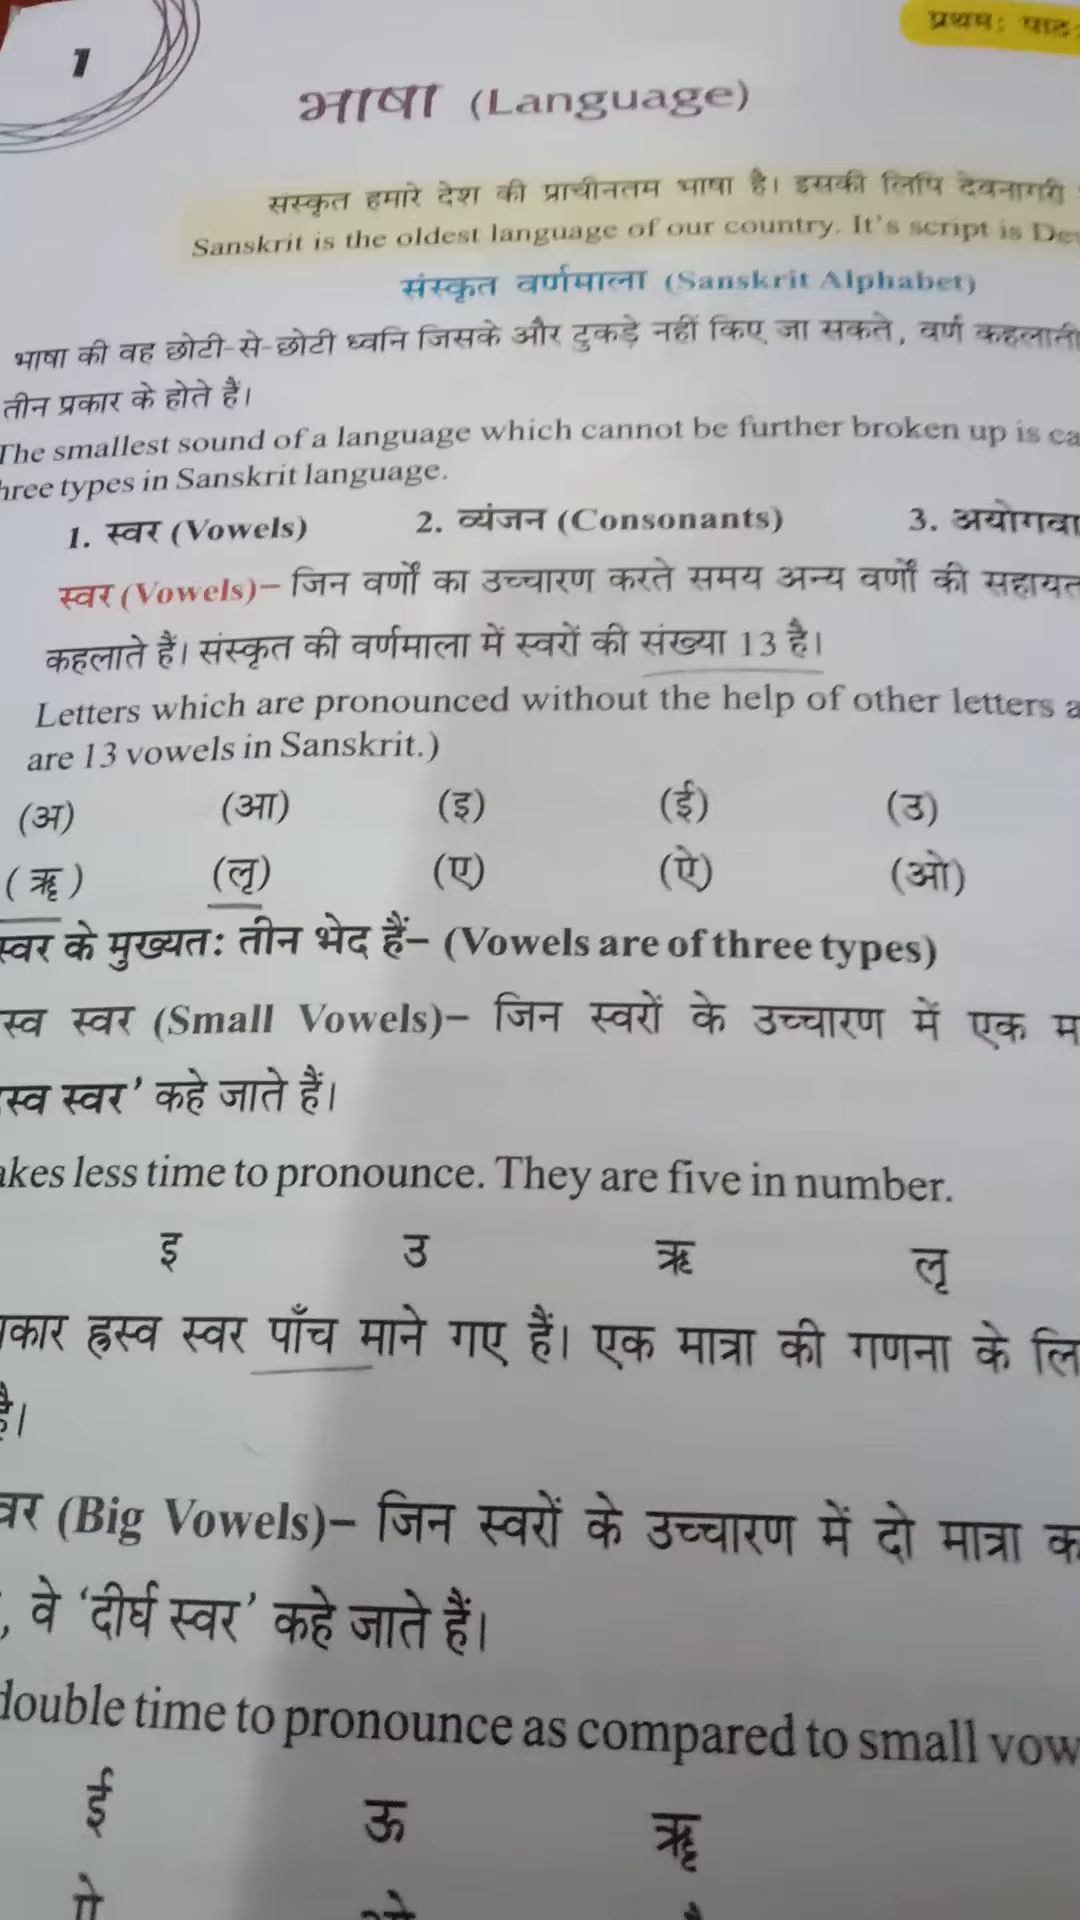 1
प्रथमः पाठः
भाषा (Language)
संस्कृत हमारे देश की प्राचीनतम भाषा है। इसकी लिपि देवनागरी
Sanskrit is the oldest language of our country. It's script is
संस्कृत वर्णमाला (Sanskrit Alphabet)
भाषा की वह छोटी-से-छोटी ध्वनि जिसके और टुकड़े नहीं किए जा सकते, वर्ण कहलाती
तीन प्रकार के होते हैं।
The smallest sound of a language which cannot be further broken up is
three types in Sanskrit language.
1. स्वर (Vowels) 2. व्यंजन (Consonants) 3. अयोगवा
स्वर (Vowels)– जिन वर्णों का उच्चारण करते समय अन्य वर्णों की सहायत
कहलाते हैं। संस्कृत की वर्णमाला में स्वरों की संख्या 13 है।
Letters which are pronounced without the help of other letters
are 13 vowels in Sanskrit.)
(अ) (आ) (इ) (ई) (उ)
(ॠ) (लृ) (ए) (ऐ) (ओ)
स्वर के मुख्यतः तीन भेद हैं– (Vowels are of three types)
स्व स्वर (Small Vowels)– जिन स्वरों के उच्चारण में एक म
स्व स्वर' कहे जाते हैं।
akes less time to pronounce. They are five in number.
इ उ ऋ लृ
कार ह्रस्व स्वर पाँच माने गए हैं। एक मात्रा की गणना के लि
है।
वर (Big Vowels)– जिन स्वरों के उच्चारण में दो मात्रा क
, वे 'दीर्घ स्वर' कहे जाते हैं।
double time to pronounce as compared to small vow
ई ऊ ॠ